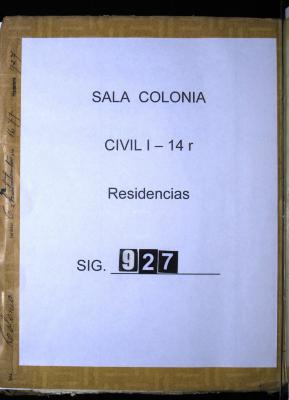 SALA COLONIA
CIVIL I – 14 r
Residencias
SIG. 927